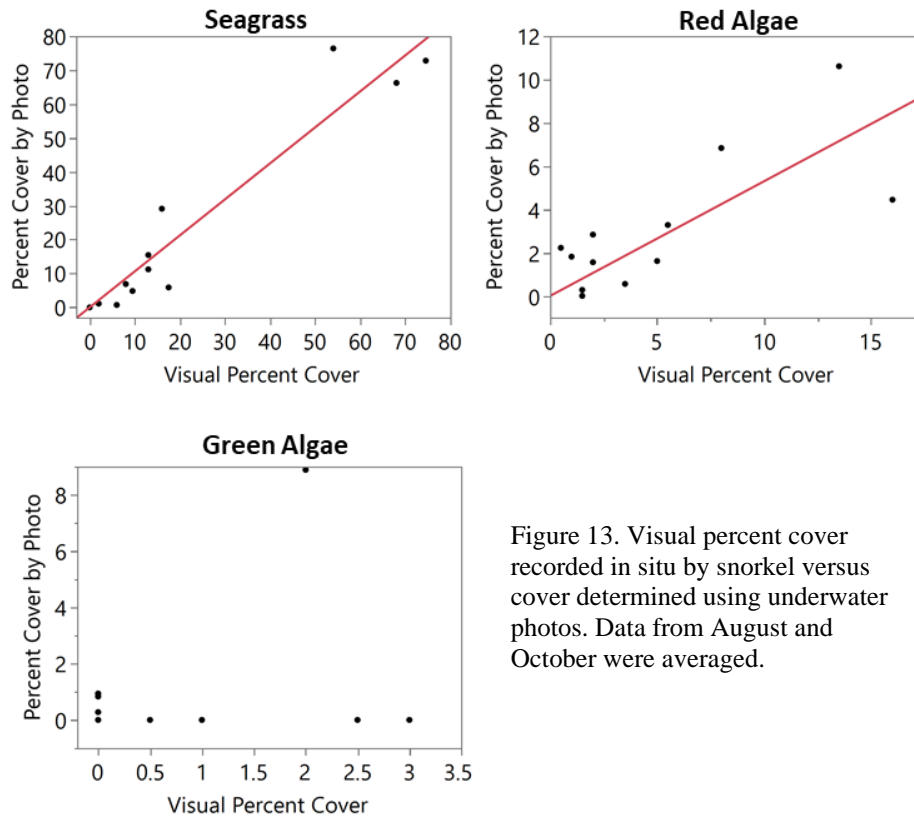 Seagrass
80
70
60
50
40
30
20
10
0
Percent Cover by Photo
0 10 20 30 40 50 60 70 80
Visual Percent Cover
Red Algae
12
10
8
6
4
2
0
Percent Cover by Photo
0 5 10 15
Visual Percent Cover
Green Algae
8
6
4
2
0
Percent Cover by Photo
0 0.5 1 1.5 2 2.5 3 3.5
Visual Percent Cover
Figure 13. Visual percent cover
recorded in situ by snorkel versus
cover determined using underwater
photos. Data from August and
October were averaged.